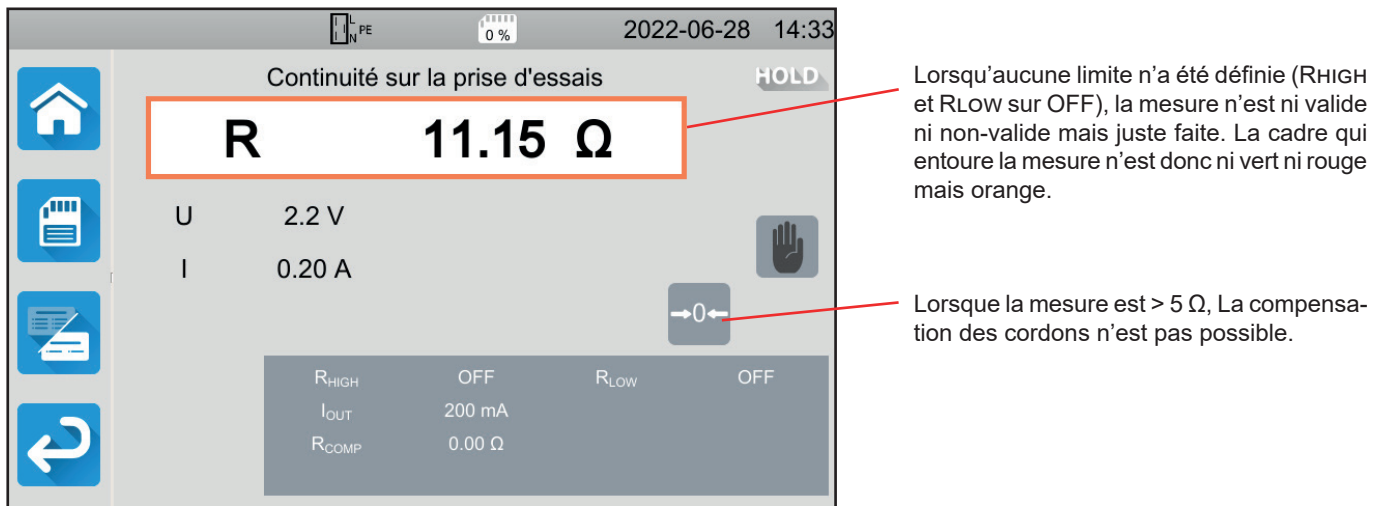 L
N PE
0 %
2022-06-28 14:33
Continuité sur la prise d'essais
HOLD
R 11.15 Ω
U 2.2 V
I 0.20 A
→0←
RHIGH OFF RLOW OFF
IOUT 200 mA
RCOMP 0.00 Ω
Lorsqu'aucune limite n'a été définie (RHIGH
et RLOW sur OFF), la mesure n'est ni valide
ni non-valide mais juste faite. La cadre qui
entoure la mesure n'est donc ni vert ni rouge
mais orange.
Lorsque la mesure est > 5 Ω, La compensa-
tion des cordons n'est pas possible.